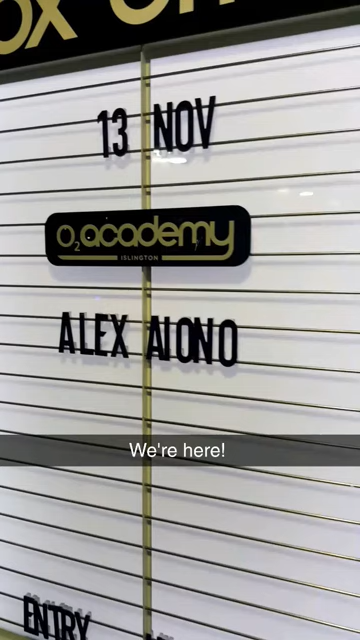 13 NOV
O2 academy
ISLINGTON
ALEX AIONO
We're here!
ENTRY